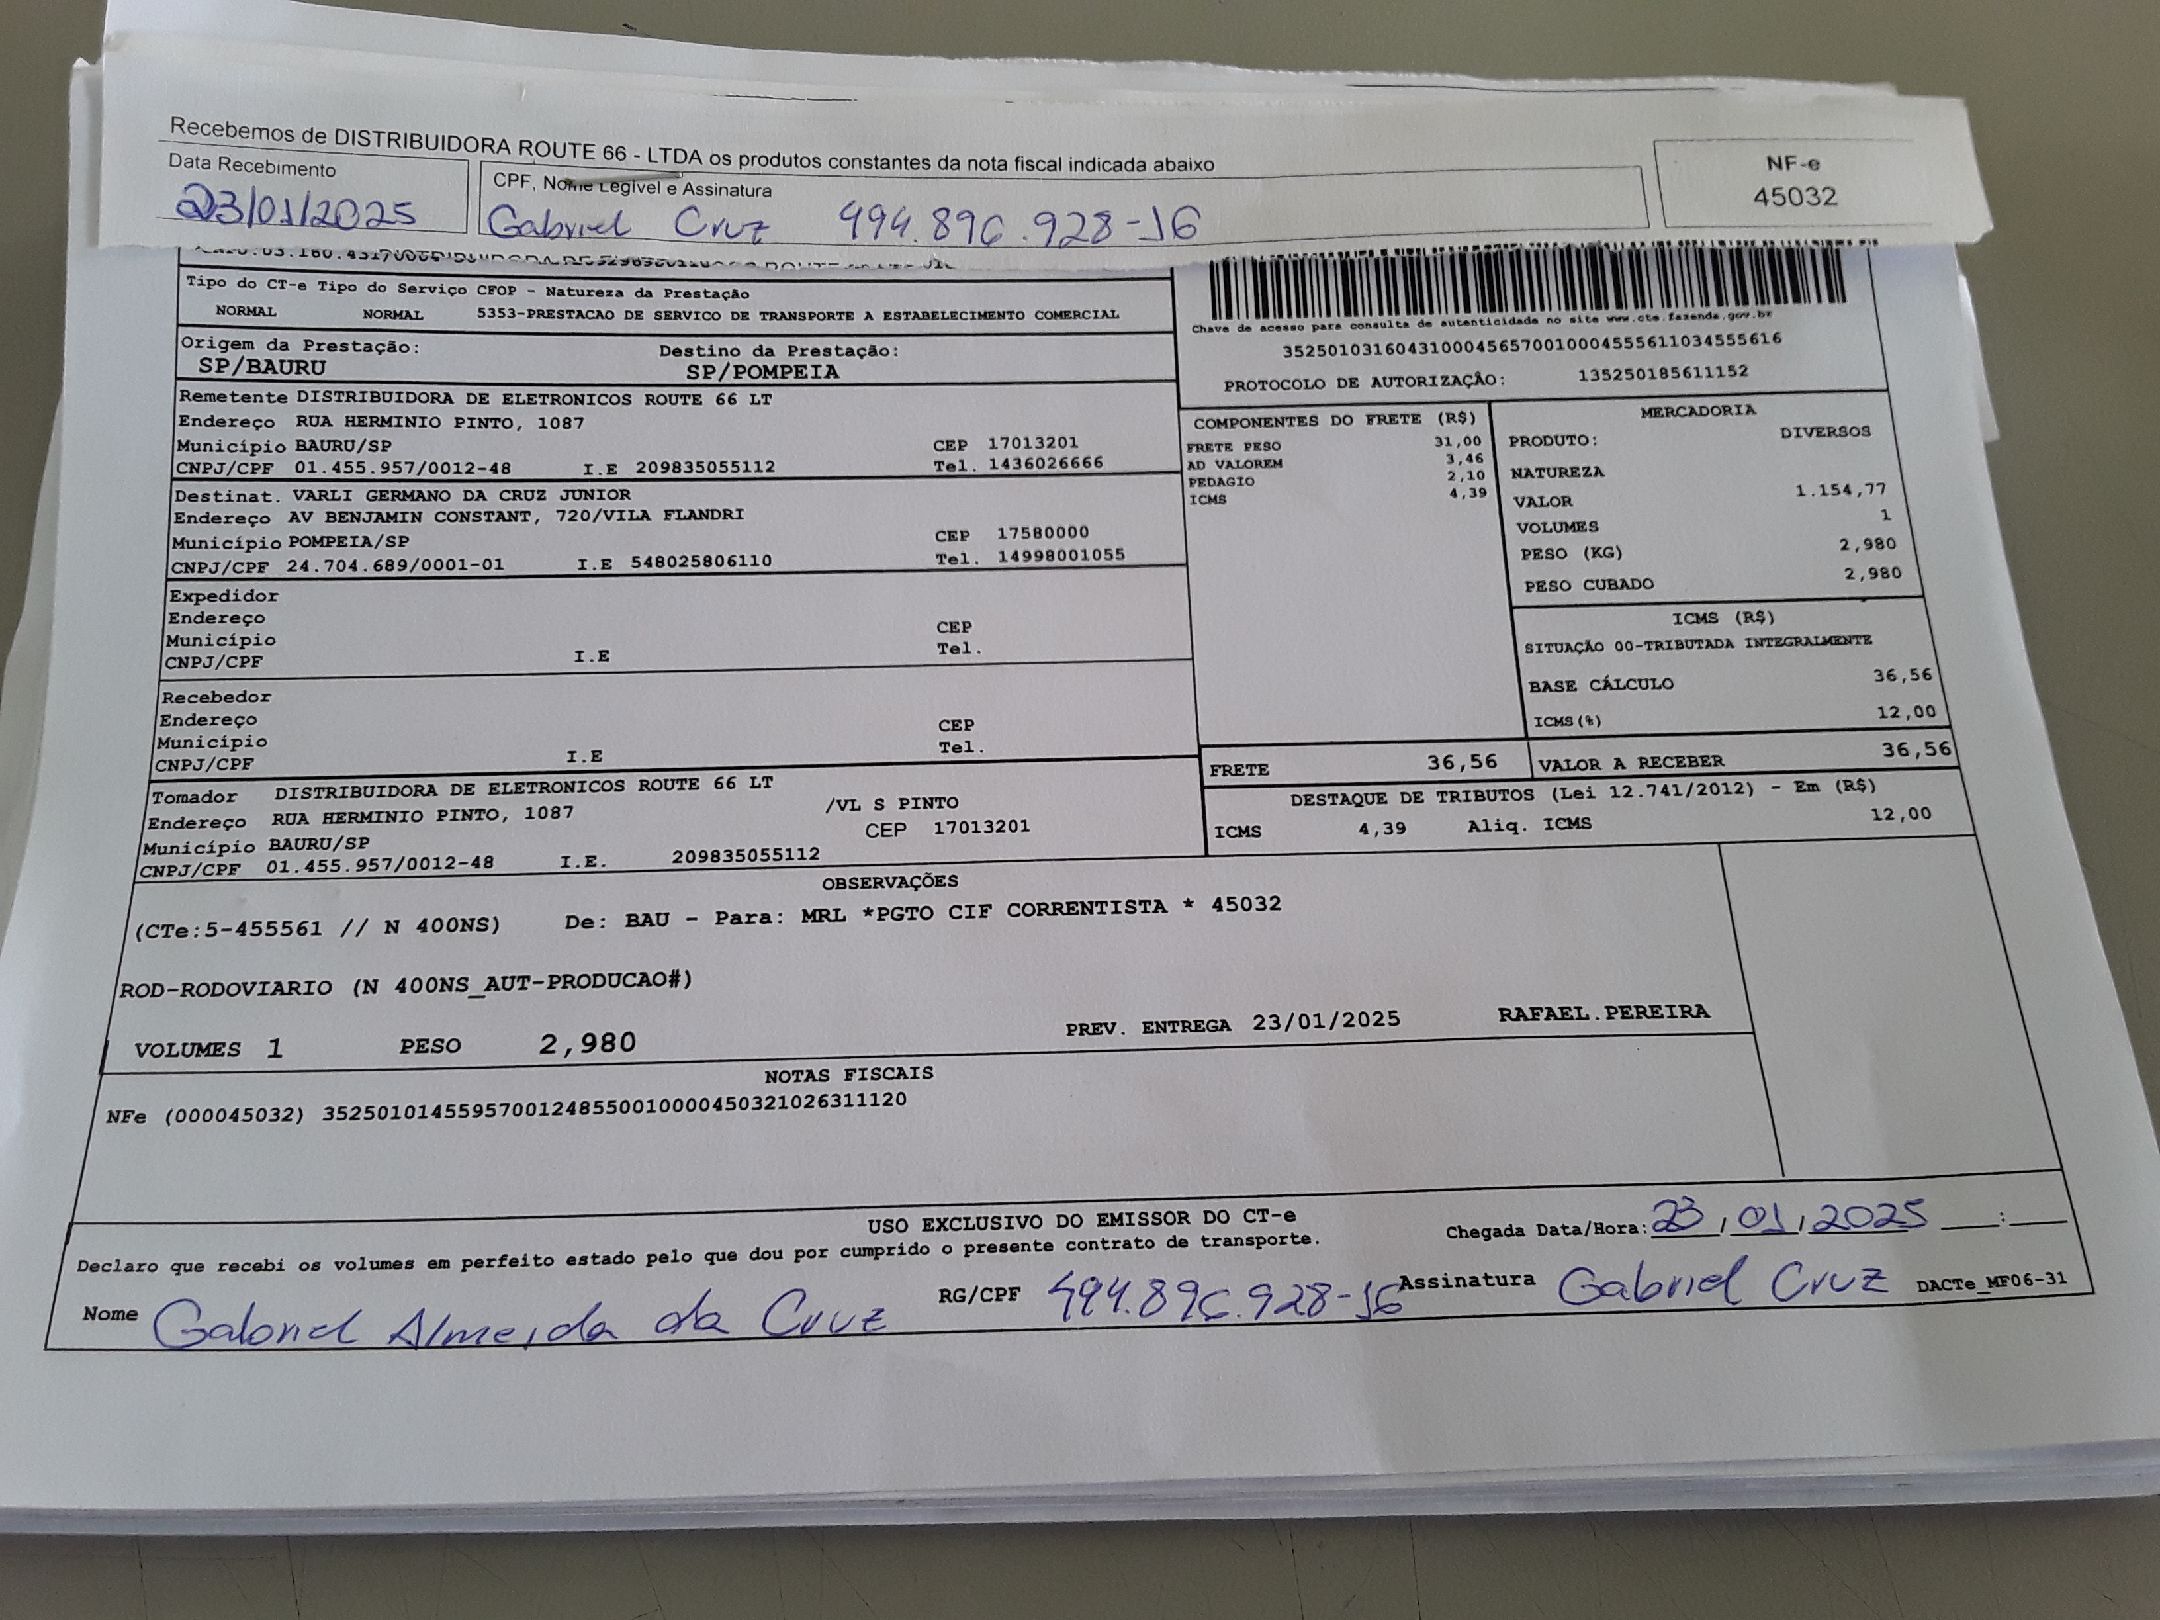 Recebemos de DISTRIBUIDORA ROUTE 66 - LTDA os produtos constantes da nota fiscal indicada abaixo
Data Recebimento
23/01/2025
CPF, Nome Legível e Assinatura
Gabriel Cruz 494.896.928-16
NF-e
45032
Tipo do CT-e Tipo do Serviço CFOP - Natureza da Prestação
NORMAL NORMAL 5353-PRESTACAO DE SERVICO DE TRANSPORTE A ESTABELECIMENTO COMERCIAL
Origem da Prestação: Destino da Prestação:
SP/BAURU SP/POMPEIA
Chave de acesso para consulta de autenticidade no site www.cte.fazenda.gov.br
35250103160431000456570010004555611034555616
PROTOCOLO DE AUTORIZAÇÃO: 135250185611152
Remetente DISTRIBUIDORA DE ELETRONICOS ROUTE 66 LT
Endereço RUA HERMINIO PINTO, 1087
Município BAURU/SP CEP 17013201
CNPJ/CPF 01.455.957/0012-48 I.E 209835055112 Tel. 1436026666
Destinat. VARLI GERMANO DA CRUZ JUNIOR
Endereço AV BENJAMIN CONSTANT, 720/VILA FLANDRI
Município POMPEIA/SP CEP 17580000
CNPJ/CPF 24.704.689/0001-01 I.E 548025806110 Tel. 14998001055
Expedidor
Endereço
Município CEP
CNPJ/CPF I.E Tel.
Recebedor
Endereço
Município CEP
CNPJ/CPF I.E Tel.
Tomador DISTRIBUIDORA DE ELETRONICOS ROUTE 66 LT
Endereço RUA HERMINIO PINTO, 1087 /VL S PINTO
Município BAURU/SP CEP 17013201
CNPJ/CPF 01.455.957/0012-48 I.E. 209835055112
COMPONENTES DO FRETE (R$)
FRETE PESO 31,00
AD VALOREM 3,46
PEDAGIO 2,10
ICMS 4,39
MERCADORIA
PRODUTO: DIVERSOS
NATUREZA
VALOR 1.154,77
VOLUMES 1
PESO (KG) 2,980
PESO CUBADO 2,980
ICMS (R$)
SITUAÇÃO 00-TRIBUTADA INTEGRALMENTE
BASE CÁLCULO 36,56
ICMS(%) 12,00
FRETE 36,56 VALOR A RECEBER 36,56
DESTAQUE DE TRIBUTOS (Lei 12.741/2012) - Em (R$)
ICMS 4,39 Aliq. ICMS 12,00
OBSERVAÇÕES
(CTe:5-455561 // N 400NS) De: BAU - Para: MRL *PGTO CIF CORRENTISTA * 45032
ROD-RODOVIARIO (N 400NS_AUT-PRODUCAO#)
VOLUMES 1 PESO 2,980 PREV. ENTREGA 23/01/2025 RAFAEL.PEREIRA
NOTAS FISCAIS
NFe (000045032) 35250101455957001248550010000450321026311120
USO EXCLUSIVO DO EMISSOR DO CT-e
Declaro que recebi os volumes em perfeito estado pelo que dou por cumprido o presente contrato de transporte.
Chegada Data/Hora: 23/01/2025 ___:___
Nome Gabriel Almeida da Cruz RG/CPF 494.896.928-16 Assinatura Gabriel Cruz DACTe_MF06-31